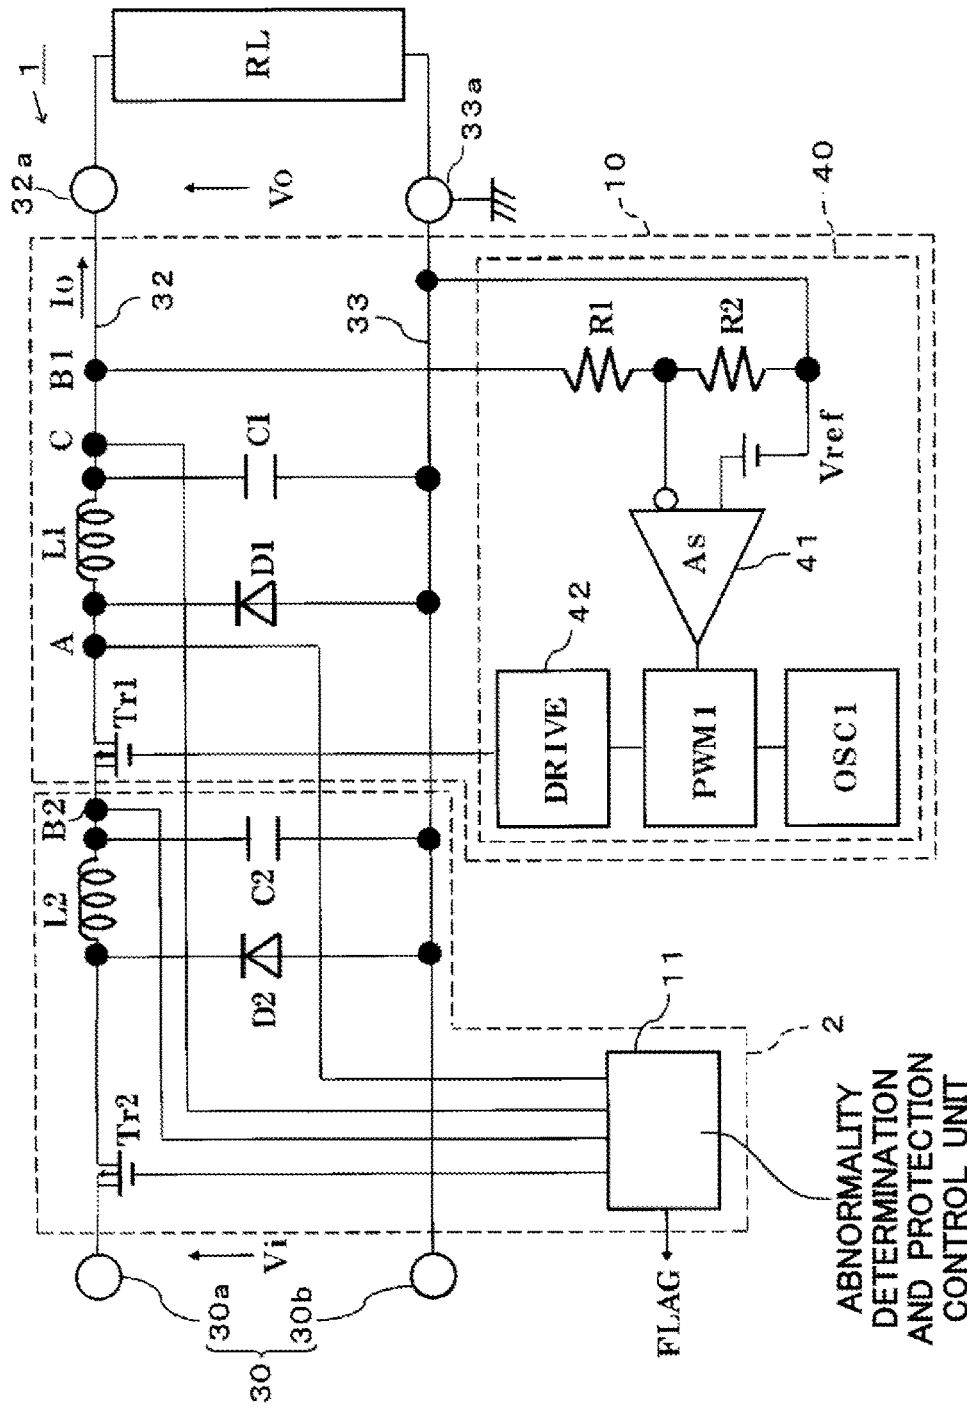 1
32a
RL
Vo
33a
10
40
Io
32
33
B1
C
C1
L1
D1
A
Tr1
R1
R2
Vref
As
41
42
DRIVE
PWM1
OSC1
B2
L2
C2
D2
Tr2
11
2
Vi
30a
30b
30
FLAG
ABNORMALITY
DETERMINATION
AND PROTECTION
CONTROL UNIT